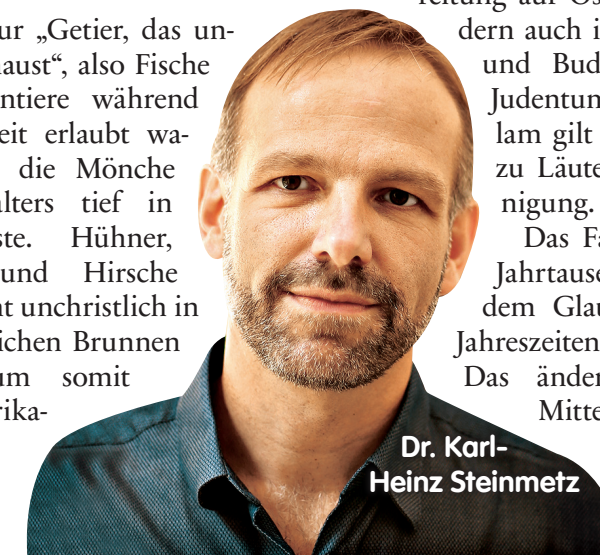 ur „Getier, das un-
haust“, also Fische
ntiere während
eit erlaubt wa-
die Mönche
alters tief in
ste. Hühner,
und Hirsche
nt unchristlich in
ichen Brunnen
um somit
rika-
dern auch i
und Bud
Judentum
lam gilt
zu Läute
nigung.
Das Fa
Jahrtause
dem Glau
Jahreszeiten
Das änder
Mitte
Dr. Karl-
Heinz Steinmetz